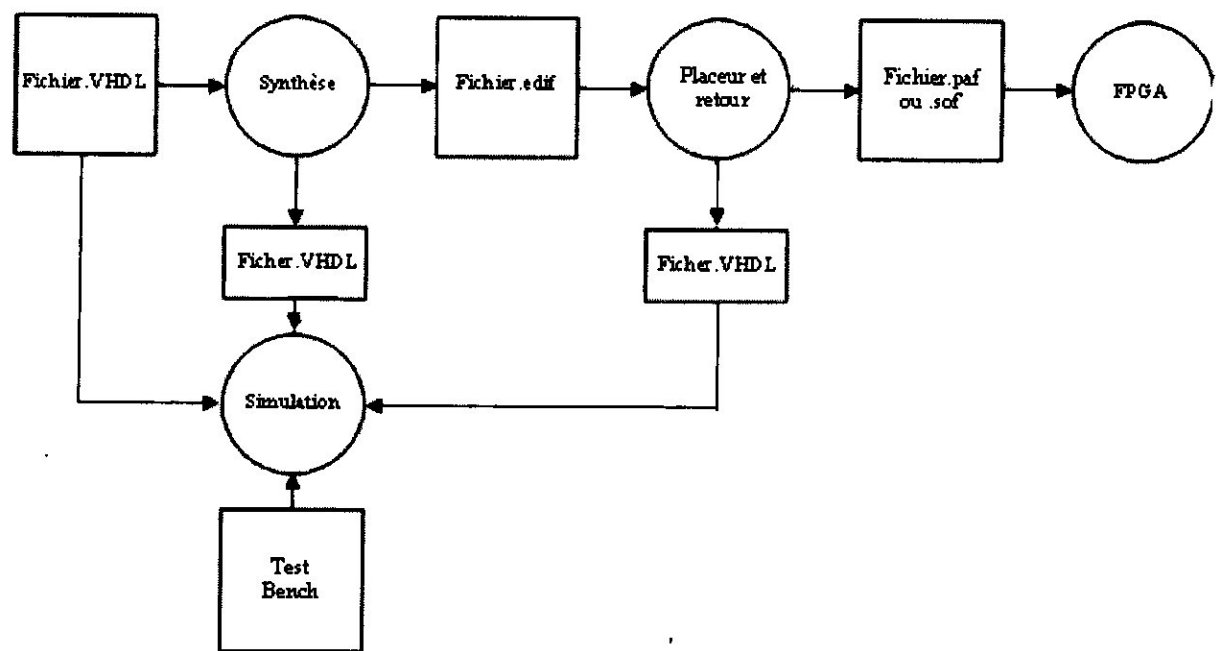 Fichier.VHDL
Synthèse
Fichier.edif
Placeur et
retour
Fichier.paf
ou .sof
FPGA
Ficher.VHDL
Ficher.VHDL
Simulation
Test
Bench